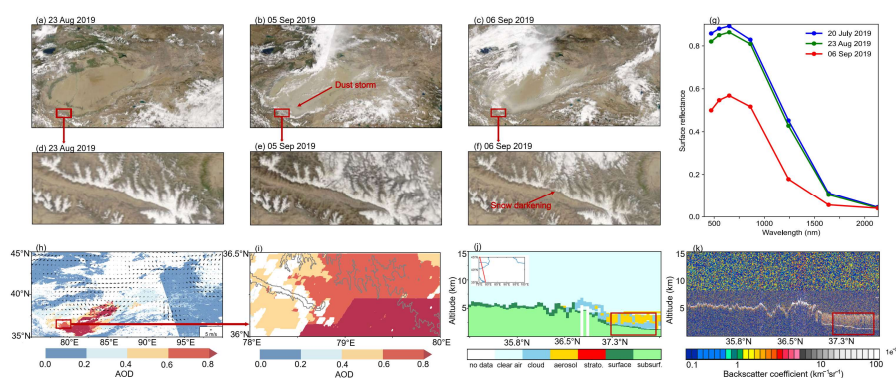 (a) 23 Aug 2019
(b) 05 Sep 2019
(c) 06 Sep 2019
(g)
Dust storm
20 July 2019
23 Aug 2019
06 Sep 2019
0.8
0.6
0.4
0.2
0.0
Surface reflectance
500
1000
1500
2000
Wavelength (nm)
(d) 23 Aug 2019
(e) 05 Sep 2019
(f) 06 Sep 2019
Snow darkening
(h)
45°N
40°N
35°N
80°E
85°E
90°E
95°E
(i)
36.5°N
36°N
78°E
79°E
80°E
(j)
Altitude (km)
15
10
5
0
35.8°N
36.5°N
37.3°N
(k)
Altitude (km)
15
10
5
0
35.8°N
36.5°N
37.3°N
0.0 0.2 0.4 0.6 0.8
AOD
0.0 0.2 0.4 0.6 0.8
AOD
no data clear air cloud aerosol strato. surface subsurf.
0.1 1 10 100
Backscatter coefficient (km⁻¹sr⁻¹)